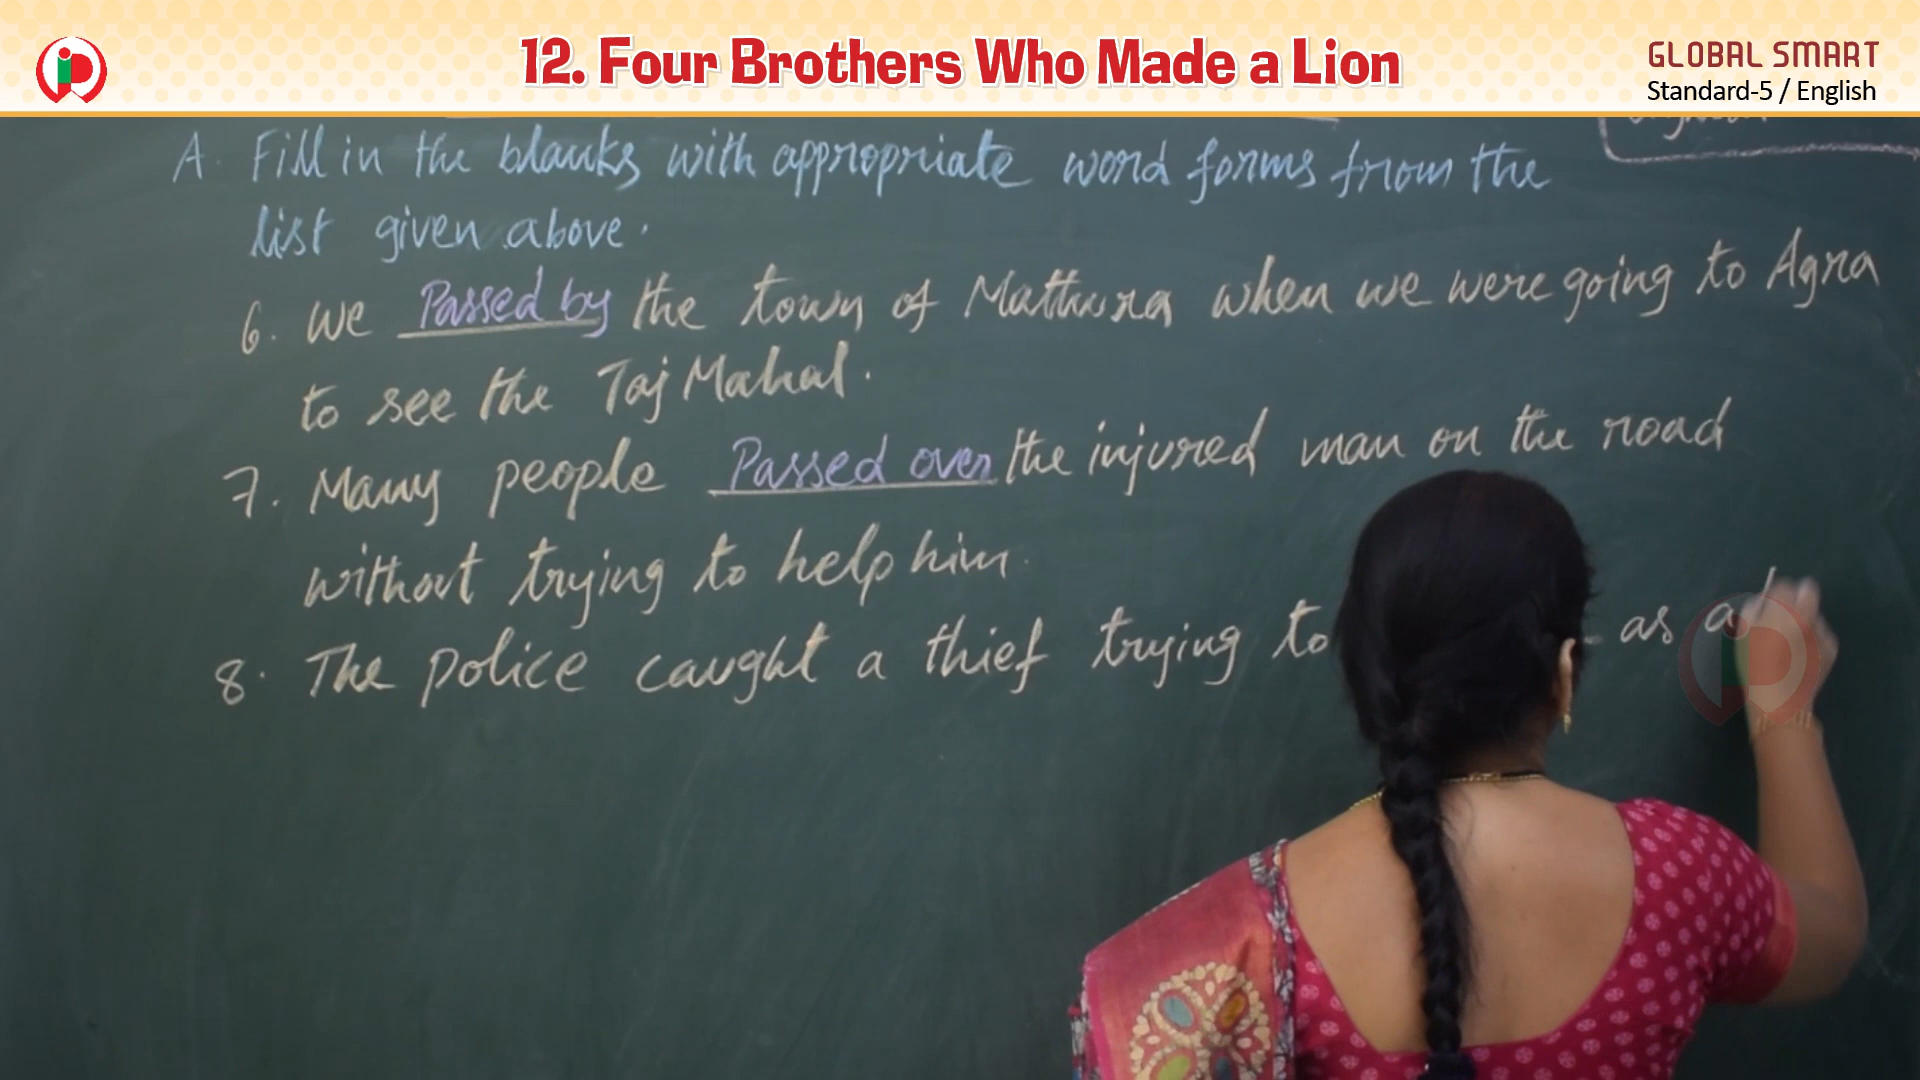 12. Four Brothers Who Made a Lion
GLOBAL SMART
Standard-5 / English
A. Fill in the blanks with appropriate word forms from the
list given above.
6. We Passed by the town of Mathura when we were going to Agra
to see the Taj Mahal.
7. Many people Passed over the injured man on the road
without trying to help him.
8. The police caught a thief trying to as a